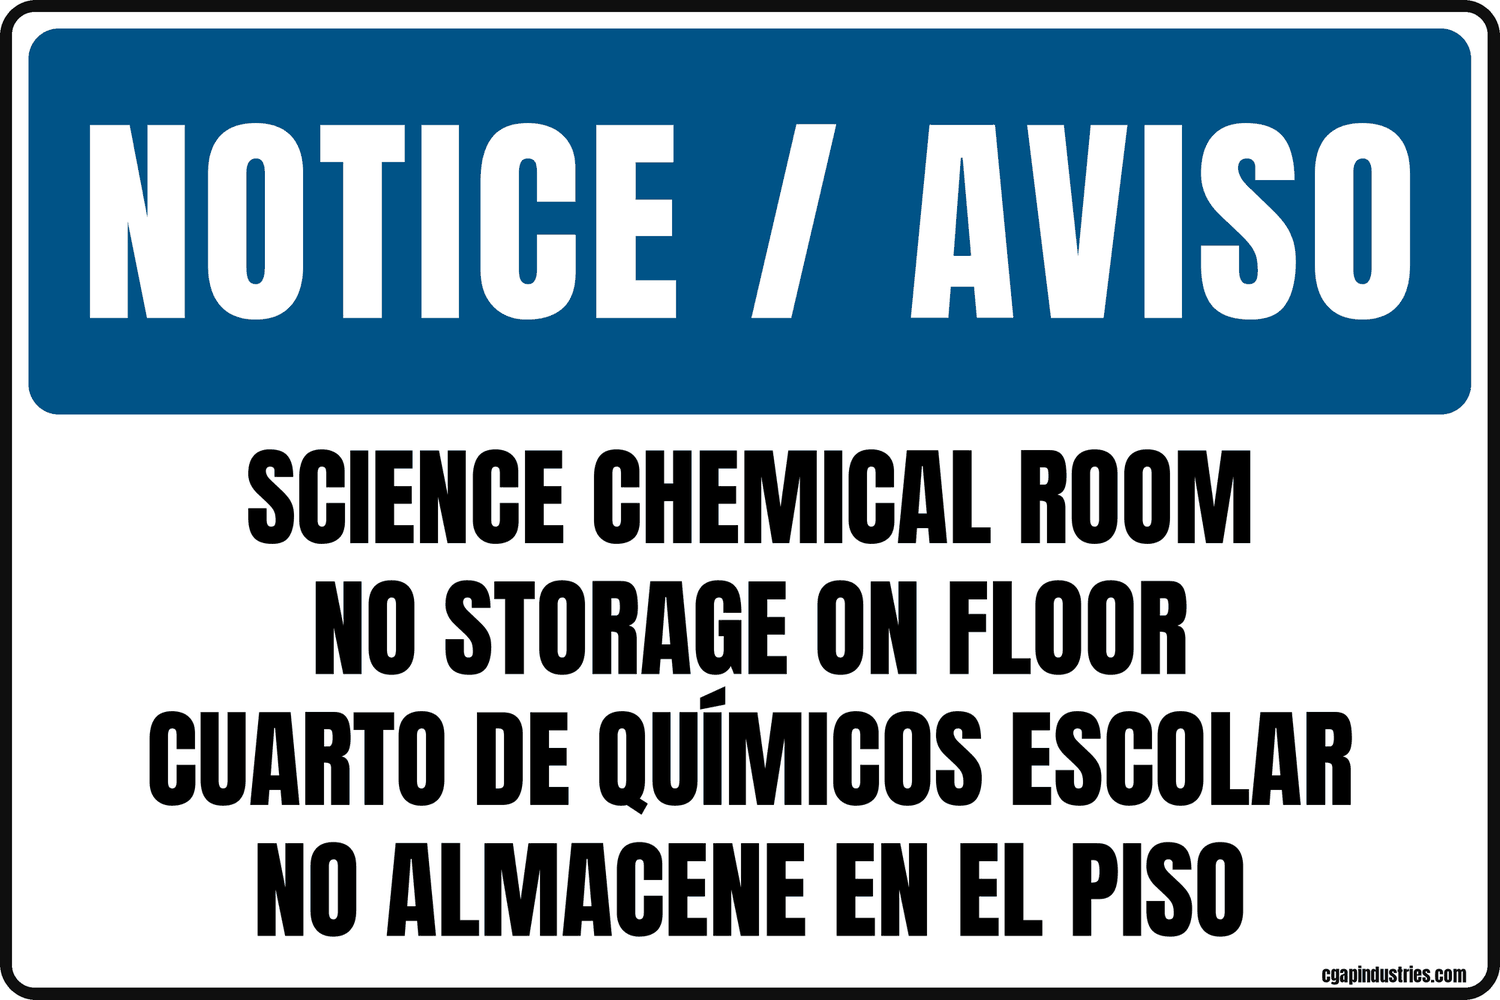 NOTICE / AVISO
SCIENCE CHEMICAL ROOM
NO STORAGE ON FLOOR
CUARTO DE QUÍMICOS ESCOLAR
NO ALMACENE EN EL PISO
cgapindustries.com